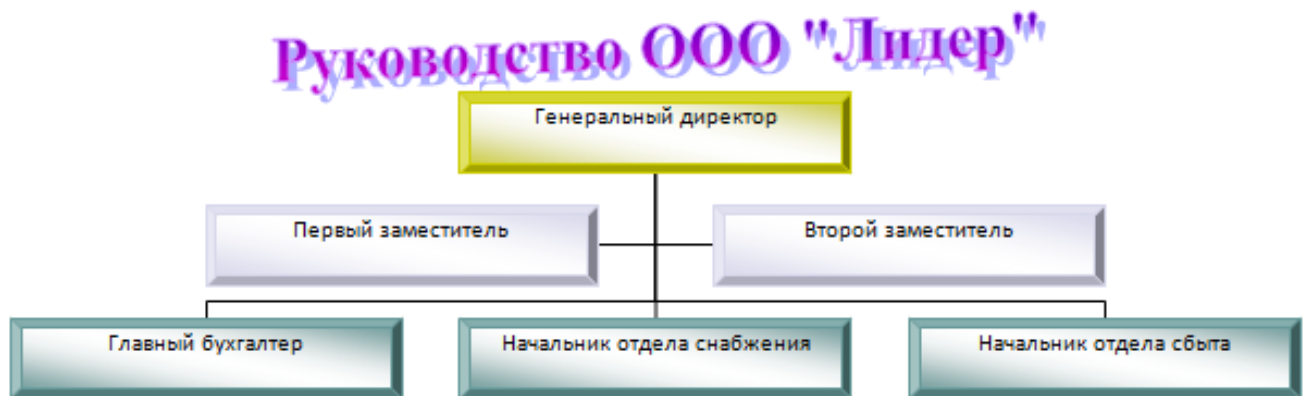 Руководство ООО "Лидер"
Генеральный директор
Первый заместитель
Второй заместитель
Главный бухгалтер
Начальник отдела снабжения
Начальник отдела сбыта